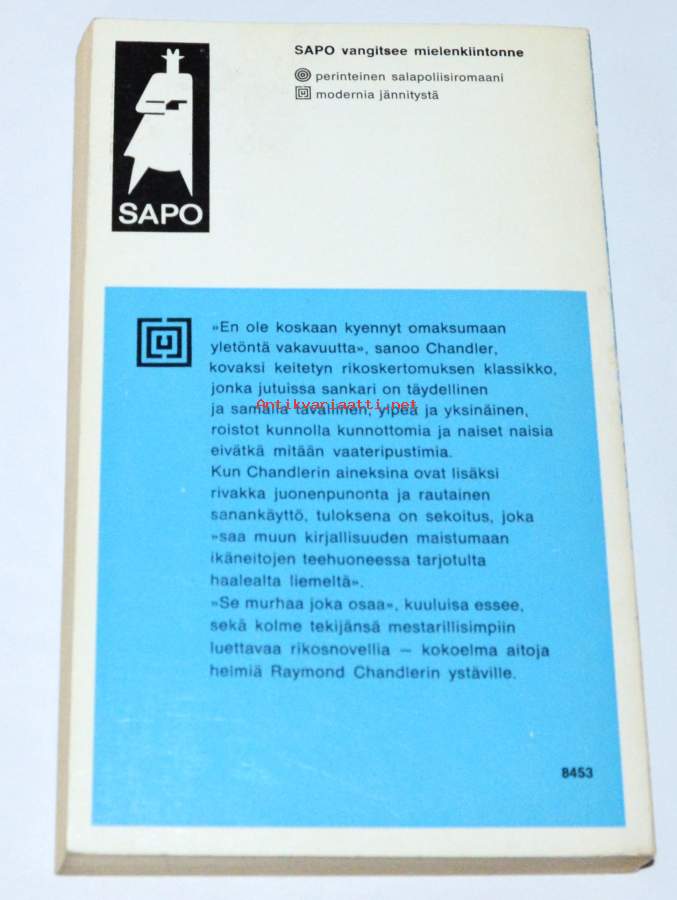 SAPO
SAPO vangitsee mielenkiintonne
perinteinen salapoliisiromaani
modernia jännitystä
»En ole koskaan kyennyt omaksumaan
yletöntä vakavuutta», sanoo Chandler,
kovaksi keitetyn rikoskertomuksen klassikko,
jonka jutuissa sankari on täydellinen
Antikvariaatti.net
ja samalla tavallinen, ylpeä ja yksinäinen,
roistot kunnolla kunnottomia ja naiset naisia
eivätkä mitään vaateripustimia.
Kun Chandlerin aineksina ovat lisäksi
rivakka juonenpunonta ja rautainen
sanankäyttö, tuloksena on sekoitus, joka
»saa muun kirjallisuuden maistumaan
ikäneitojen teehuoneessa tarjotulta
haalealta liemeltä».
»Se murhaa joka osaa», kuuluisa essee,
sekä kolme tekijänsä mestarillisimpiin
luettavaa rikosnovellia — kokoelma aitoja
helmiä Raymond Chandlerin ystäville.
8453